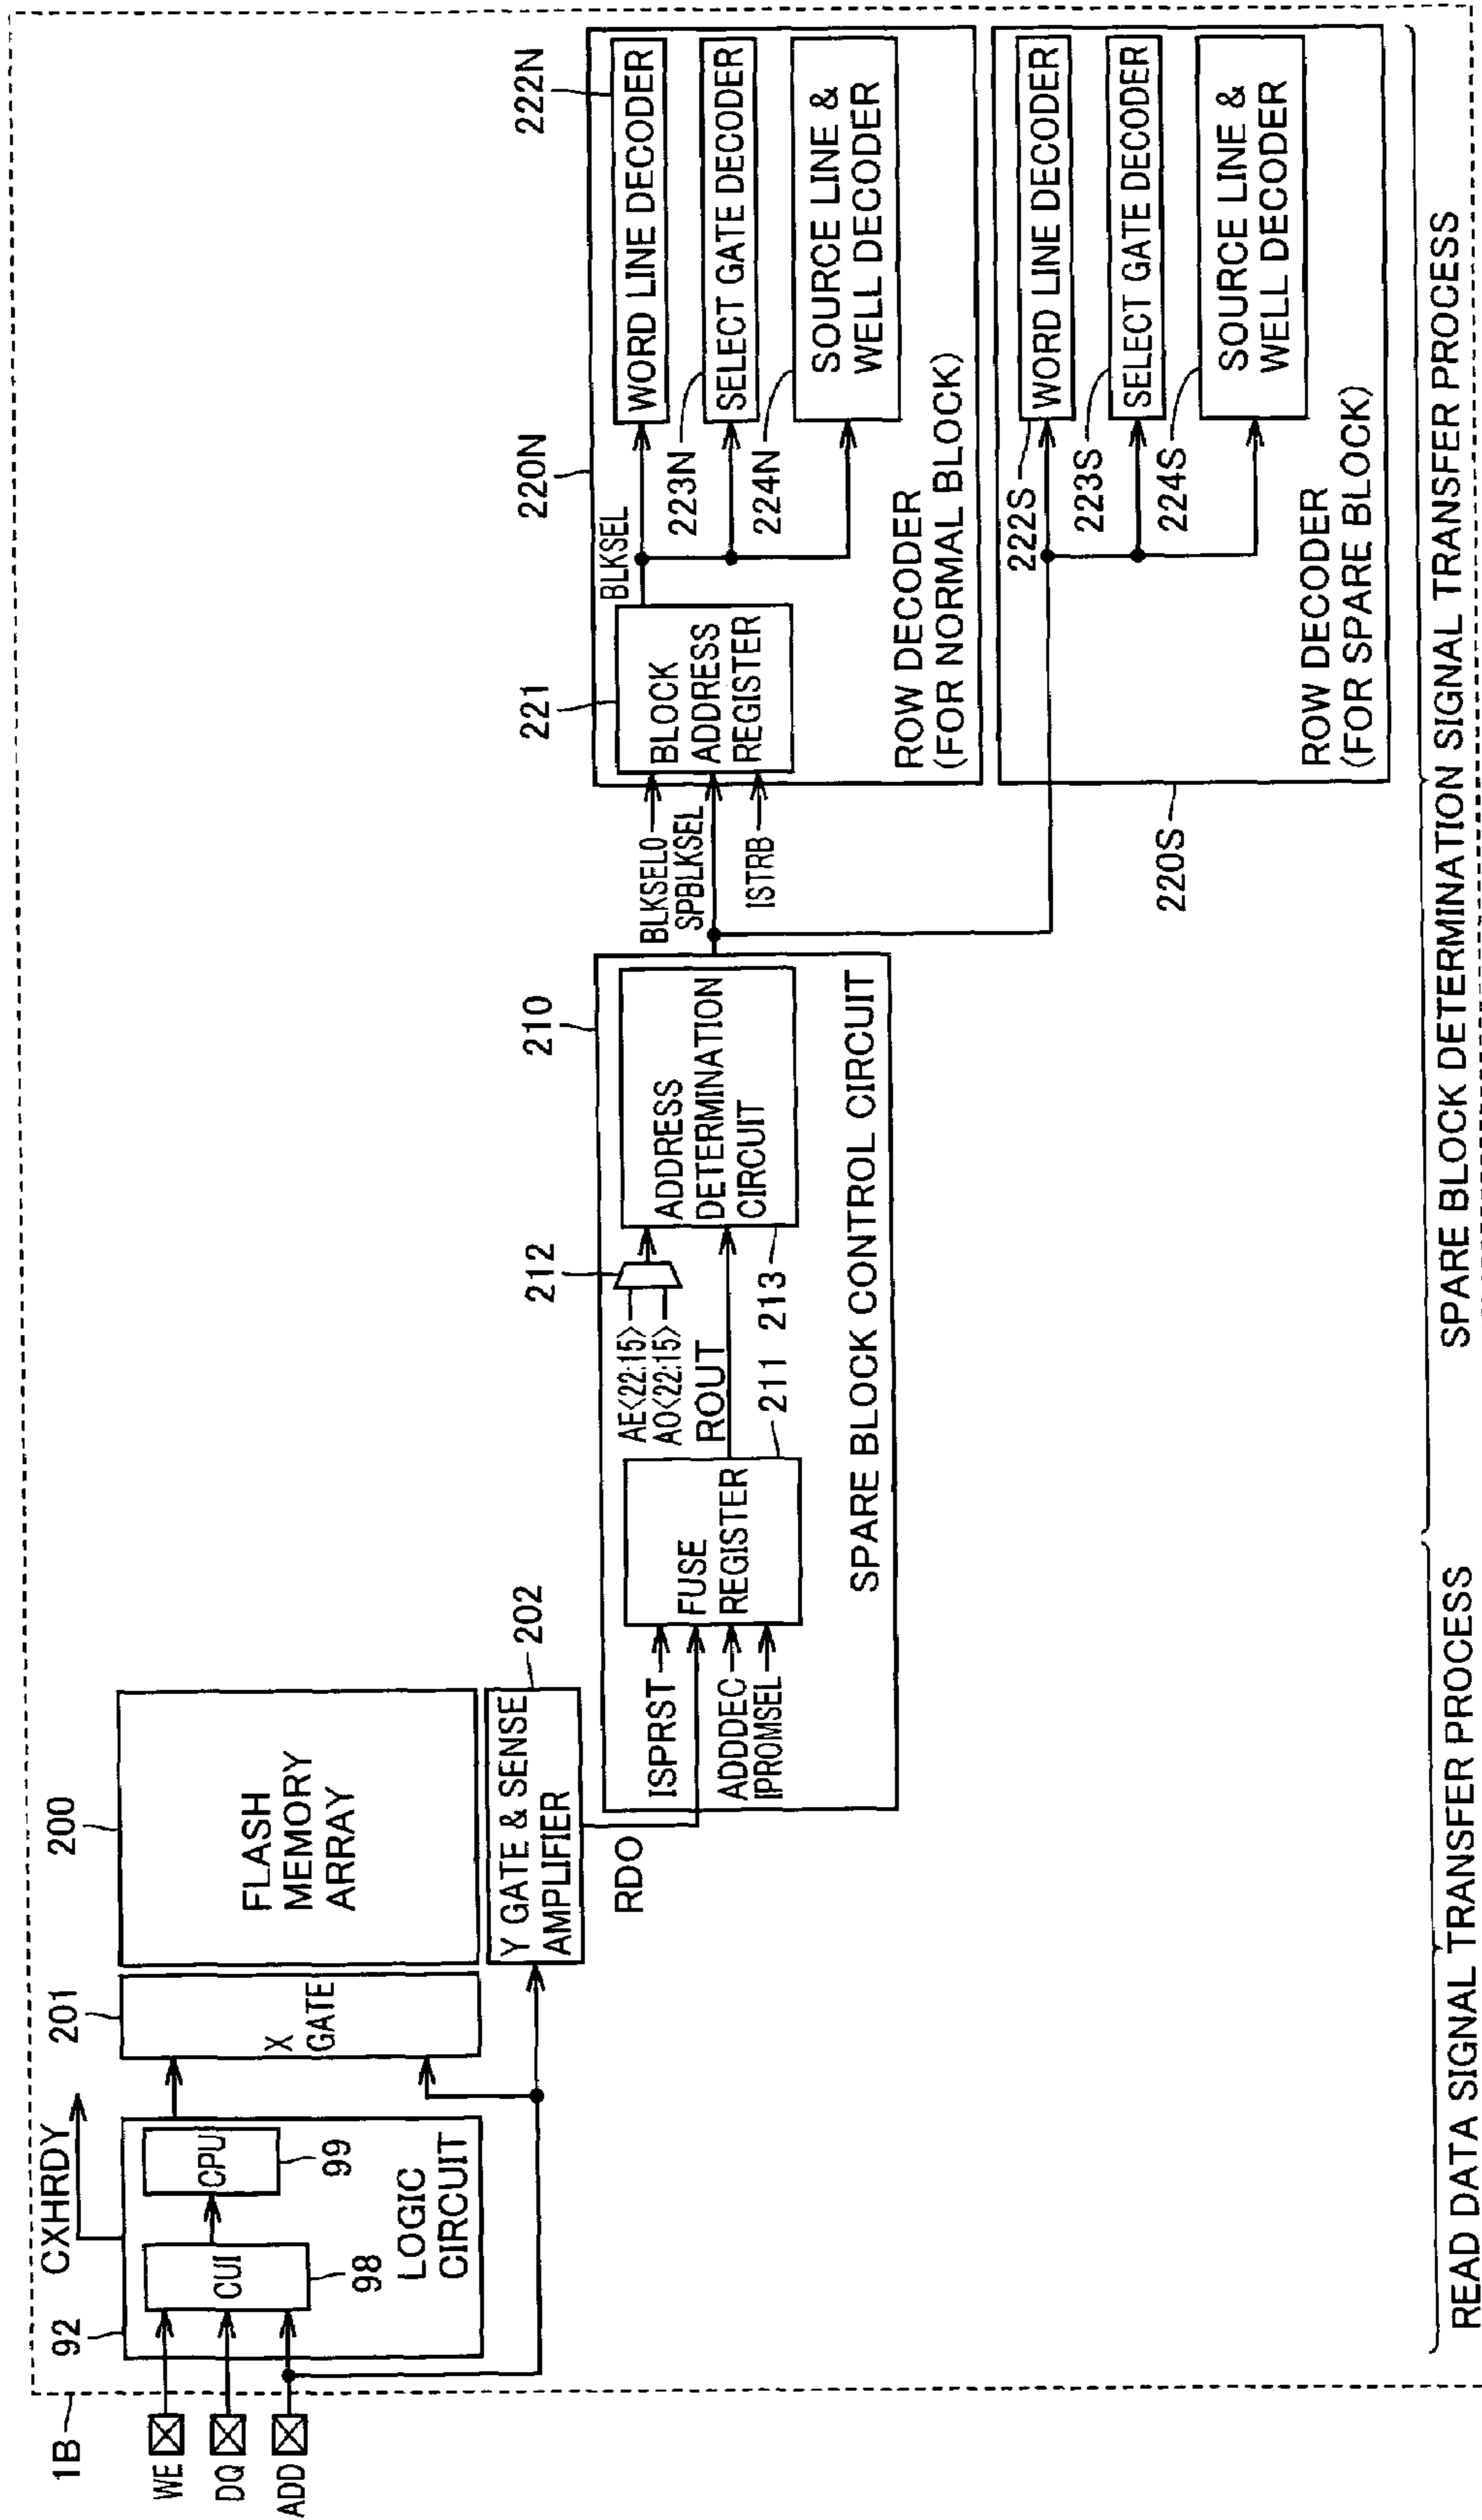 1B
WE
DQ
ADD
92
CXHRDY
CUI
98
CPU
99
LOGIC
CIRCUIT
201
X
GATE
200
FLASH
MEMORY
ARRAY
202
Y GATE & SENSE
AMPLIFIER
RDO
ISPRST
ADDDEC
IPROMSEL
FUSE
REGISTER
211
ROUT
AE<22:15>
AO<22:15>
212
213
210
ADDRESS
DETERMINATION
CIRCUIT
SPARE BLOCK CONTROL CIRCUIT
BLKSEL0
SPBLKSEL
ISTRB
221
BLOCK
ADDRESS
REGISTER
BLKSEL
220N
222N
WORD LINE DECODER
223N
SELECT GATE DECODER
224N
SOURCE LINE &
WELL DECODER
ROW DECODER
(FOR NORMAL BLOCK)
220S
222S
WORD LINE DECODER
223S
SELECT GATE DECODER
224S
SOURCE LINE &
WELL DECODER
ROW DECODER
(FOR SPARE BLOCK)
READ DATA SIGNAL TRANSFER PROCESS
SPARE BLOCK DETERMINATION SIGNAL TRANSFER PROCESS